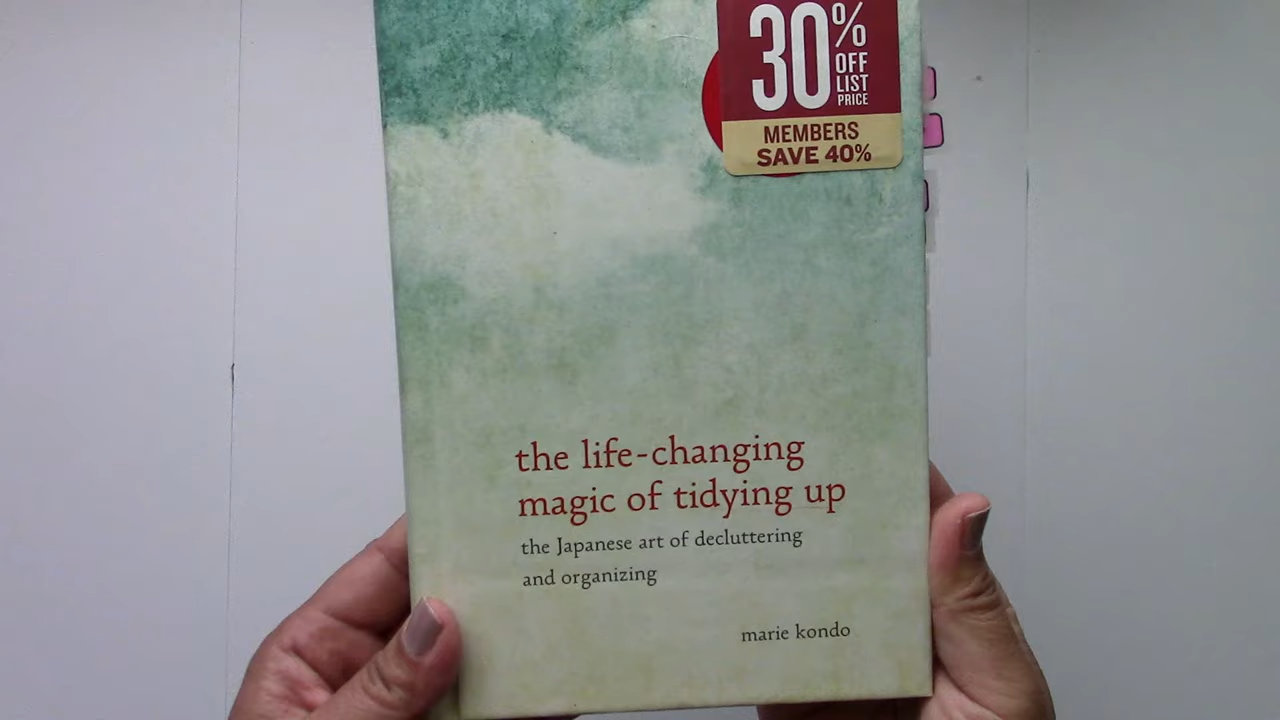 30% OFF LIST PRICE
MEMBERS
SAVE 40%
the life-changing
magic of tidying up
the Japanese art of decluttering
and organizing
marie kondo